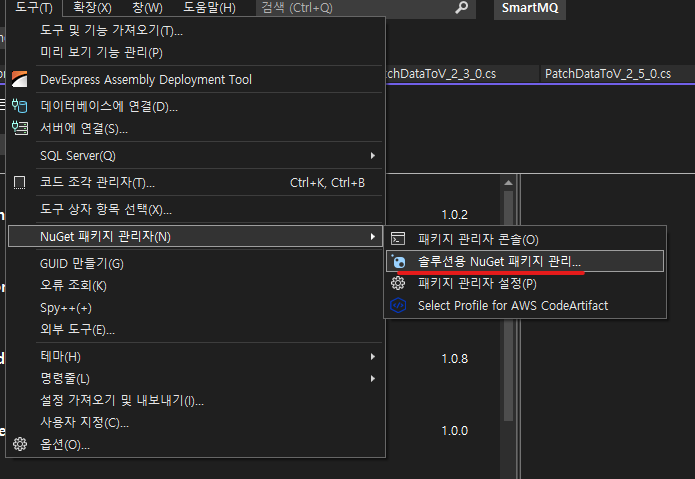 도구(T) 확장(X) 창(W) 도움말(H) 검색 (Ctrl+Q) SmartMQ
도구 및 기능 가져오기(T)...
미리 보기 기능 관리(P)
DevExpress Assembly Deployment Tool
데이터베이스에 연결(D)...
서버에 연결(S)...
SQL Server(Q)
코드 조각 관리자(T)... Ctrl+K, Ctrl+B
도구 상자 항목 선택(X)...
NuGet 패키지 관리자(N)
GUID 만들기(G)
오류 조회(K)
Spy++(+)
외부 도구(E)...
테마(H)
명령줄(L)
설정 가져오기 및 내보내기(I)...
사용자 지정(C)...
옵션(O)...
tchDataToV_2_3_0.cs PatchDataToV_2_5_0.cs
1.0.2
패키지 관리자 콘솔(O)
솔루션용 NuGet 패키지 관리...
패키지 관리자 설정(P)
Select Profile for AWS CodeArtifact
1.0.8
1.0.0